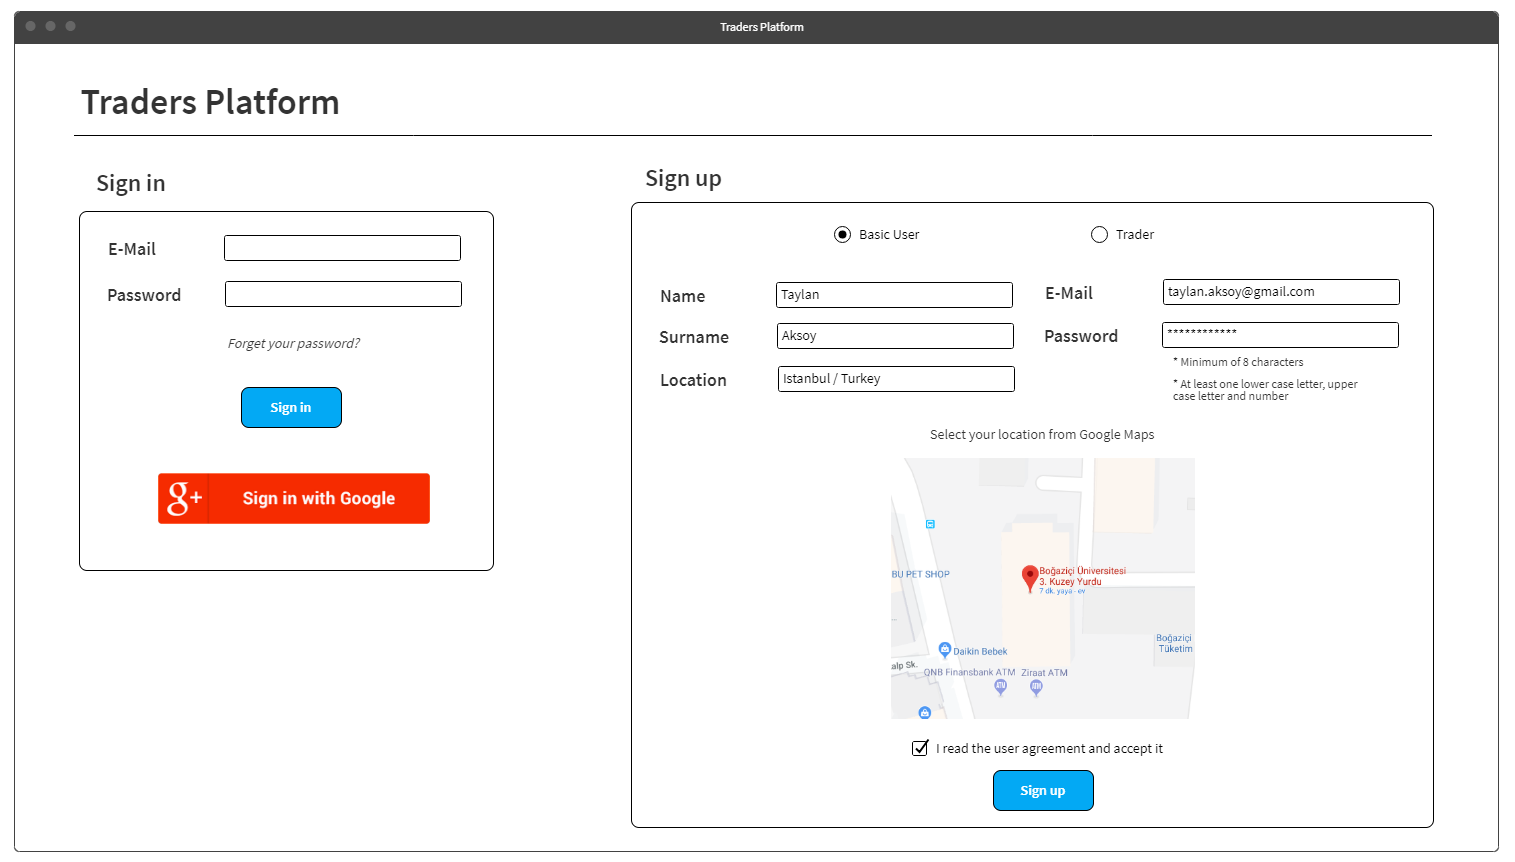 Traders Platform
Traders Platform
Sign in
E-Mail
Password
Forget your password?
Sign in
g+ Sign in with Google
Sign up
Basic User
Trader
Name
Taylan
E-Mail
taylan.aksoy@gmail.com
Surname
Aksoy
Password
************
* Minimum of 8 characters
Location
Istanbul / Turkey
* At least one lower case letter, upper
case letter and number
Select your location from Google Maps
BU PET SHOP
Boğaziçi Üniversitesi
3. Kuzey Yurdu
7 dk. yaya - ev
Boğaziçi
Tüketim
Daikin Bebek
alp Sk.
QNB Finansbank ATM
Ziraat ATM
I read the user agreement and accept it
Sign up